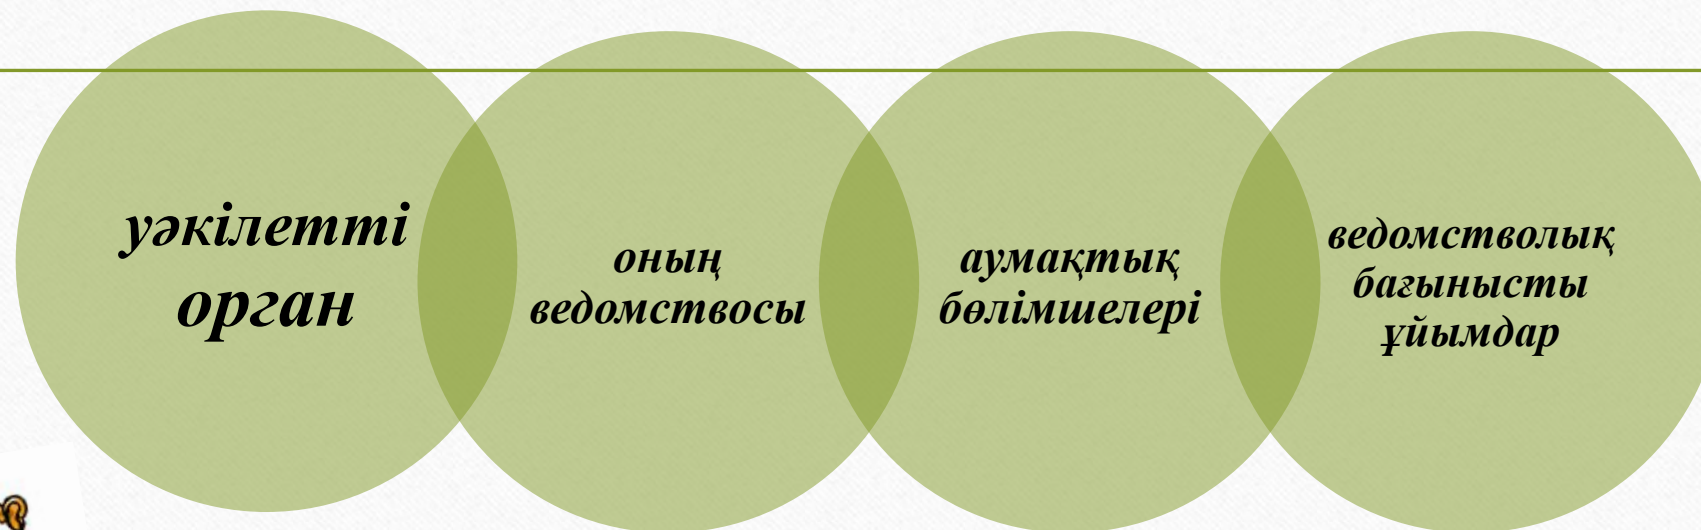 уәкілетті
орган
оның
ведомствосы
аумақтық
бөлімшелері
ведомстволық
бағынысты
ұйымдар